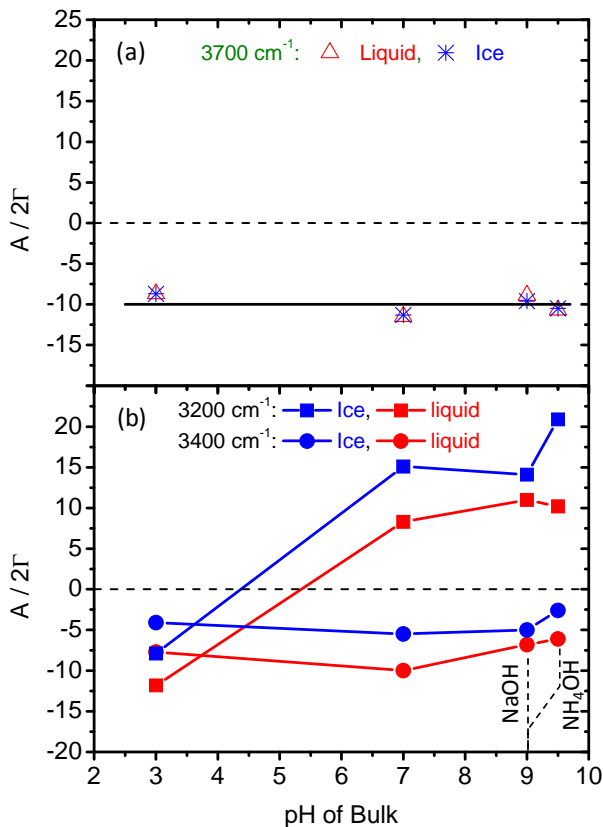 (a)
3700 cm⁻¹: Liquid, Ice
25
20
15
10
5
0
-5
-10
-15
A / 2Γ
(b)
3200 cm⁻¹: Ice, liquid
3400 cm⁻¹: Ice, liquid
20
15
10
5
0
-5
-10
-15
-20
A / 2Γ
NaOH
NH₄OH
2 3 4 5 6 7 8 9 10
pH of Bulk